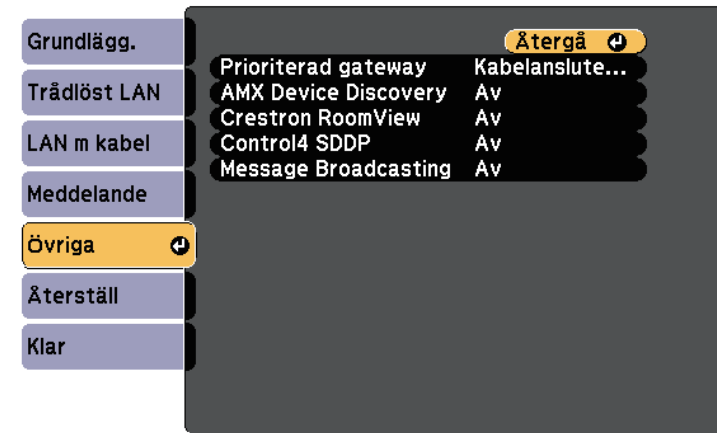 Grundlägg.
Trådlöst LAN
LAN m kabel
Meddelande
Övriga
Återställ
Klar
Återgå
Prioriterad gateway Kabelanslute...
AMX Device Discovery Av
Crestron RoomView Av
Control4 SDDP Av
Message Broadcasting Av